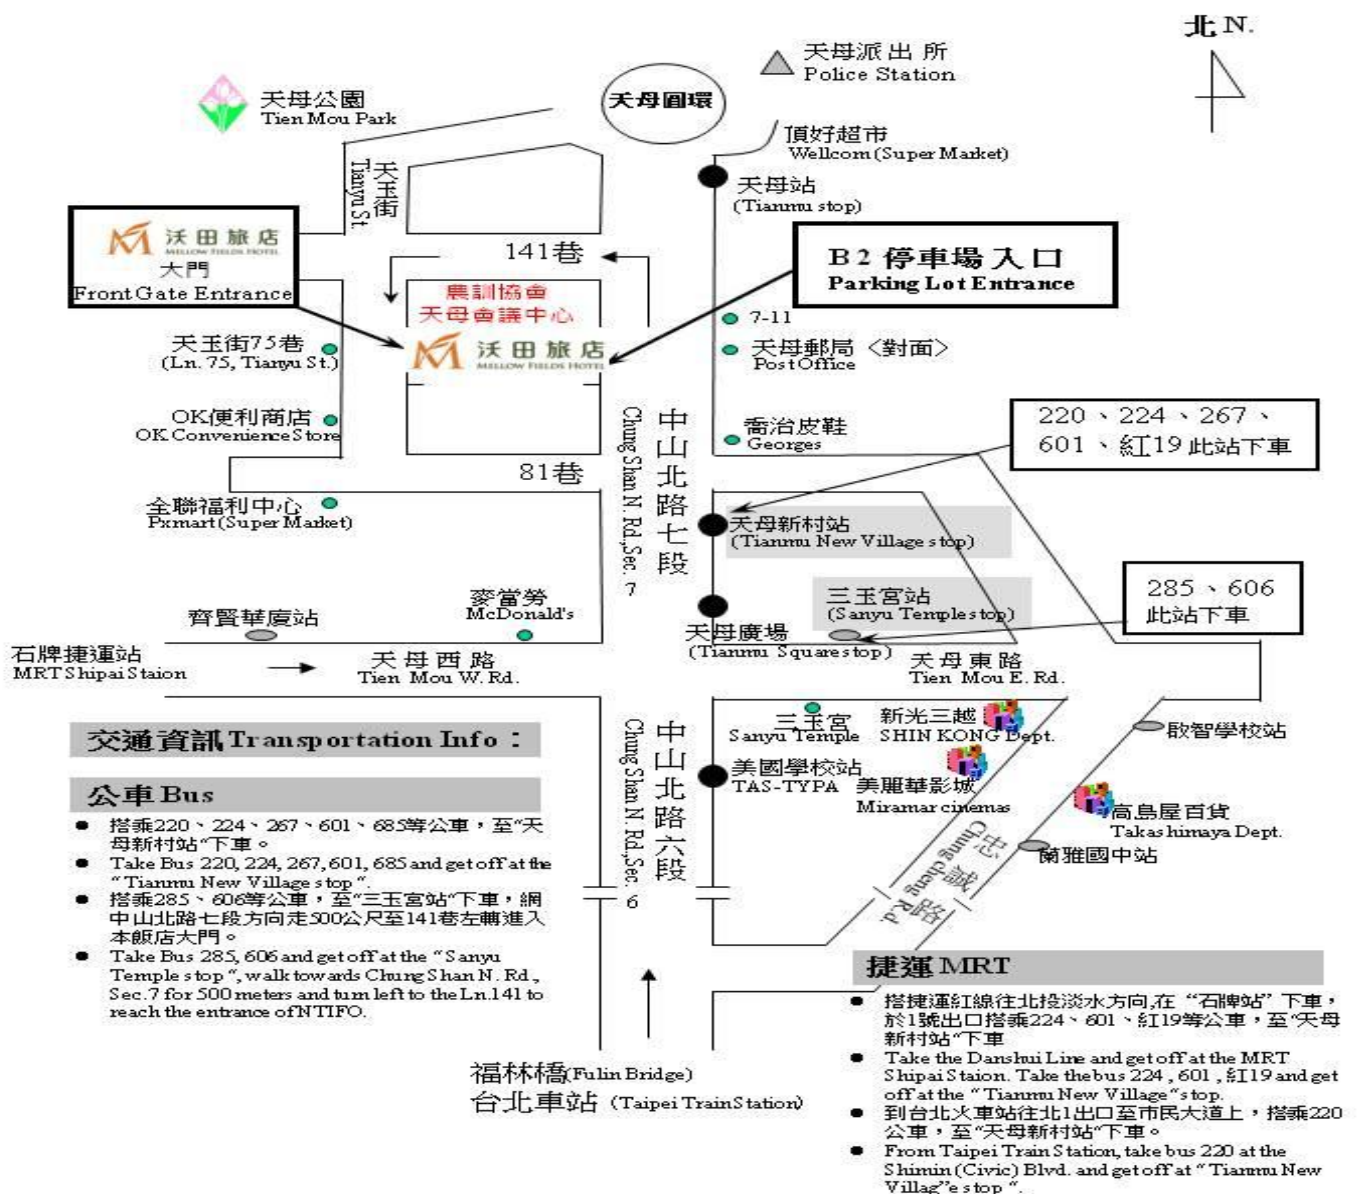 北 N.
天母派出所
Police Station
天母公園
Tien Mou Park
天母圓環
頂好超市
Wellcom (Super Market)
天玉街
Tianyu St.
天母站
(Tianmu stop)
沃田旅店
MELLOW FIELDS HOTEL
大門
Front Gate Entrance
141巷
B2 停車場入口
Parking Lot Entrance
農訓協會
天母會議中心
沃田旅店
MELLOW FIELDS HOTEL
7-11
天玉街75巷
(Ln. 75, Tianyu St.)
天母郵局〈對面〉
Post Office
OK便利商店
OK Convenience Store
喬治皮鞋
Georges
220、224、267、
601、紅19 此站下車
81巷
中山北路七段
Chung Shan N. Rd., Sec. 7
全聯福利中心
Pxmart (Super Market)
天母新村站
(Tianmu New Village stop)
285、606
此站下車
三玉宮站
(Sanyu Temple stop)
齊賢華廈站
麥當勞
McDonald's
天母廣場
(Tianmu Square stop)
石牌捷運站
MRT Shipai Staion
天母西路
Tien Mou W. Rd.
天母東路
Tien Mou E. Rd.
三玉宮
Sanyu Temple
新光三越
SHIN KONG Dept.
啟智學校站
中山北路六段
Chung Shan N. Rd., Sec. 6
美國學校站
TAS-TYPA
美麗華影城
Miramar cinemas
高島屋百貨
Takashimaya Dept.
蘭雅國中站
忠誠路
Chung cheng Rd.
交通資訊 Transportation Info：
公車 Bus
● 搭乘220、224、267、601、685等公車，至“天
母新村站“下車。
● Take Bus 220, 224, 267, 601, 685 and get off at the
“Tianmu New Village stop “.
● 搭乘285、606等公車，至“三玉宮站“下車，網
中山北路七段方向走500公尺至141巷左轉進入
本飯店大門。
● Take Bus 285, 606 and get off at the “Sanyu
Temple stop “, walk towards Chung Shan N. Rd.,
Sec.7 for 500 meters and turn left to the Ln.141 to
reach the entrance of NTIFO.
福林橋(Fulin Bridge)
台北車站 (Taipei Train Station)
捷運 MRT
● 搭捷運紅線往北投淡水方向,在“石牌站”下車，
於1號出口搭乘224、601、紅19等公車，至“天母
新村站“下車
● Take the Danshui Line and get off at the MRT
Shipai Staion. Take the bus 224 , 601 , 紅19 and get
off at the “Tianmu New Village “stop.
● 到台北火車站往北1出口至市民大道上，搭乘220
公車，至“天母新村站“下車。
● From Taipei Train Station, take bus 220 at the
Shimin (Civic) Blvd. and get off at “Tianmu New
Villag”e stop “.